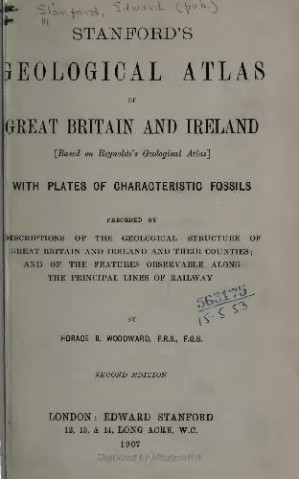 Stanford, Edward (pub.)
STANFORD'S
GEOLOGICAL ATLAS
OF
GREAT BRITAIN AND IRELAND
[Based on Reynolds's Geological Atlas]
WITH PLATES OF CHARACTERISTIC FOSSILS
PRECEDED BY
DESCRIPTIONS OF THE GEOLOGICAL STRUCTURE OF
GREAT BRITAIN AND IRELAND AND THEIR COUNTIES;
AND OF THE FEATURES OBSERVABLE ALONG
THE PRINCIPAL LINES OF RAILWAY
563175
15.5.53
BY
HORACE B. WOODWARD, F.R.S., F.G.S.
SECOND EDITION
LONDON: EDWARD STANFORD
12, 13, & 14, LONG ACRE, W.C.
1907
Digitized by Microsoft ®